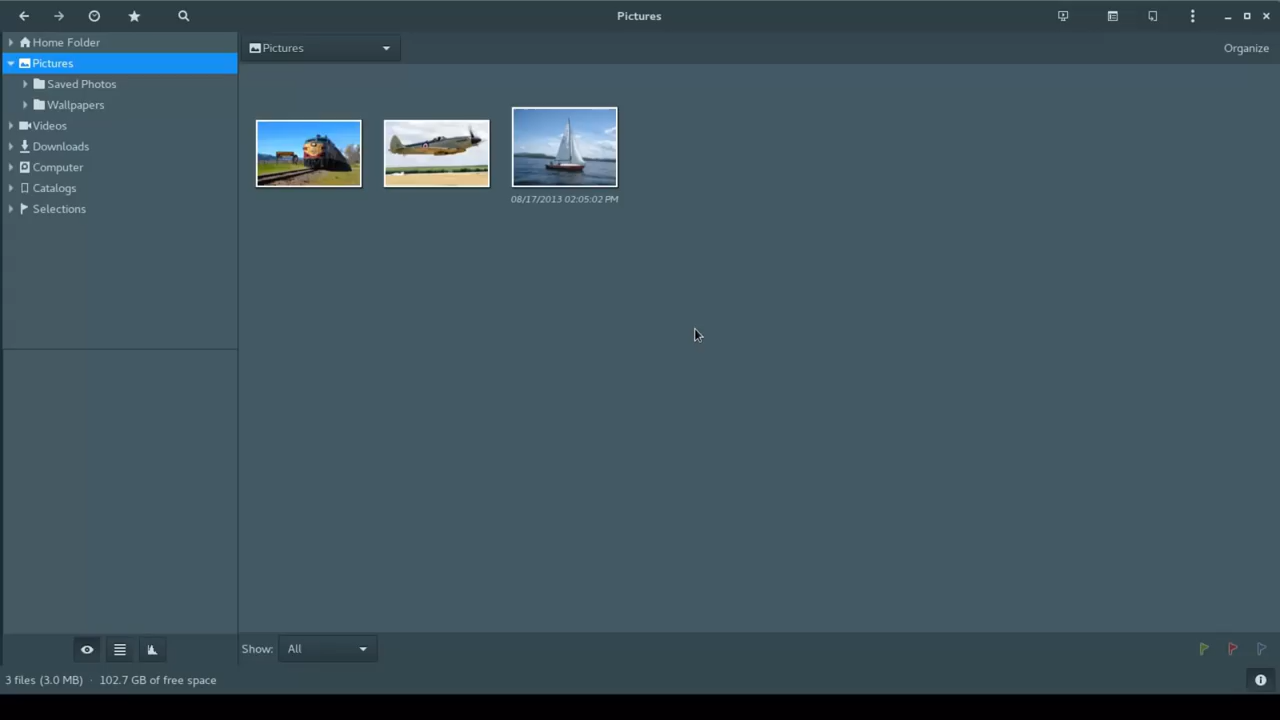 Pictures
Home Folder
Pictures
Organize
Pictures
Saved Photos
Wallpapers
Videos
Downloads
Computer
Catalogs
Selections
08/17/2013 02:05:02 PM
Show: All
3 files (3.0 MB) · 102.7 GB of free space